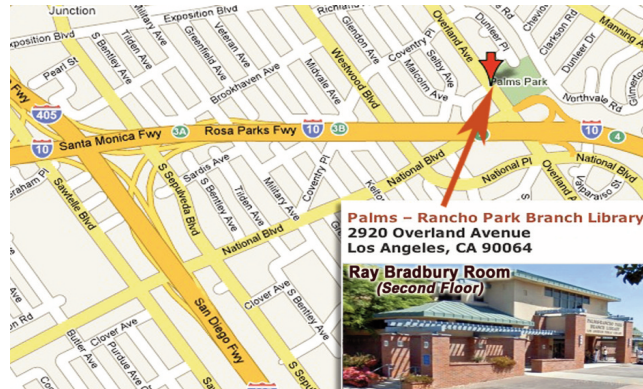 Junction
Exposition Blvd
Exposition Blvd
Military Ave
Richland
Overland Ave
Dunleer Pl
Manning A
Pearl St
S Bentley Ave
Greenfield Ave
Veteran Ave
Glendon Ave
Coventry Pl
Selby Ave
Malcolm Ave
Clarkson Rd
Dunleer Dr
Palms Park
Brookhaven Ave
Midvale Ave
Westwood Blvd
Northvale Rd
405
Santa Monica Fwy
3A
Rosa Parks Fwy
10
3B
10
4
10
Sawtelle Blvd
S Sepulveda Blvd
Sardis Ave
S Bentley Ave
Tilden Ave
Military Ave
Coventry Pl
National Blvd
National Pl
National Blvd
Overland Av
Valparaiso St
National Blvd
San Diego Fwy
Clover Ave
S Bentley Ave
Tilden Ave
Clover Ave
Butler Ave
Purdue Ave
Palms – Rancho Park Branch Library
2920 Overland Avenue
Los Angeles, CA 90064
Ray Bradbury Room
(Second Floor)